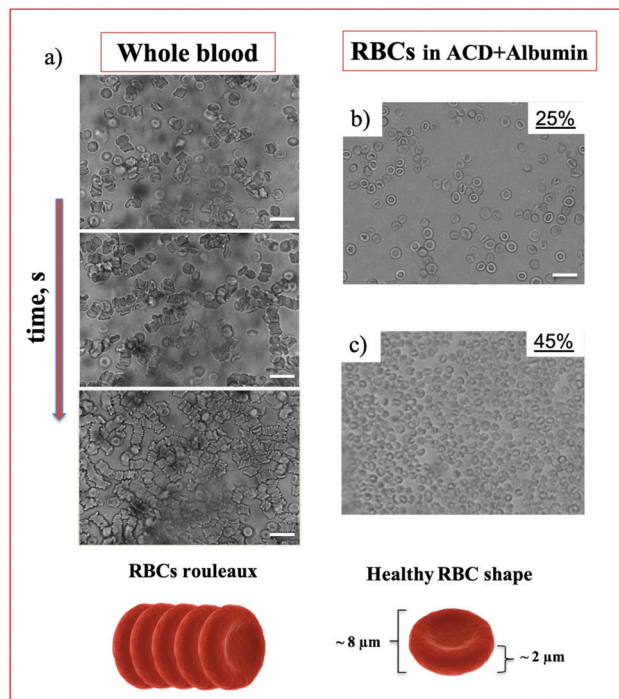 Whole blood
RBCs in ACD+Albumin
a)
b)
25%
time, s
c)
45%
RBCs rouleaux
Healthy RBC shape
~ 8 µm
~ 2 µm